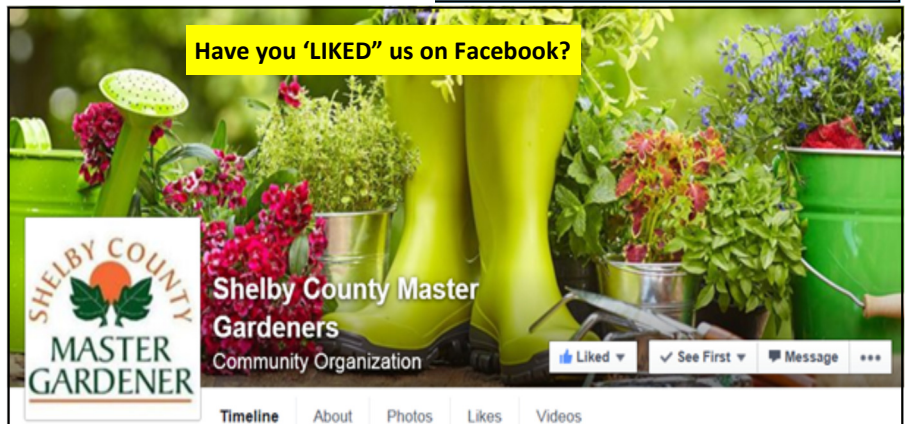 Have you ‘LIKED” us on Facebook?
SHELBY COUNTY
MASTER
GARDENER
Shelby County Master
Gardeners
Community Organization
Liked
See First
Message
Timeline About Photos Likes Videos